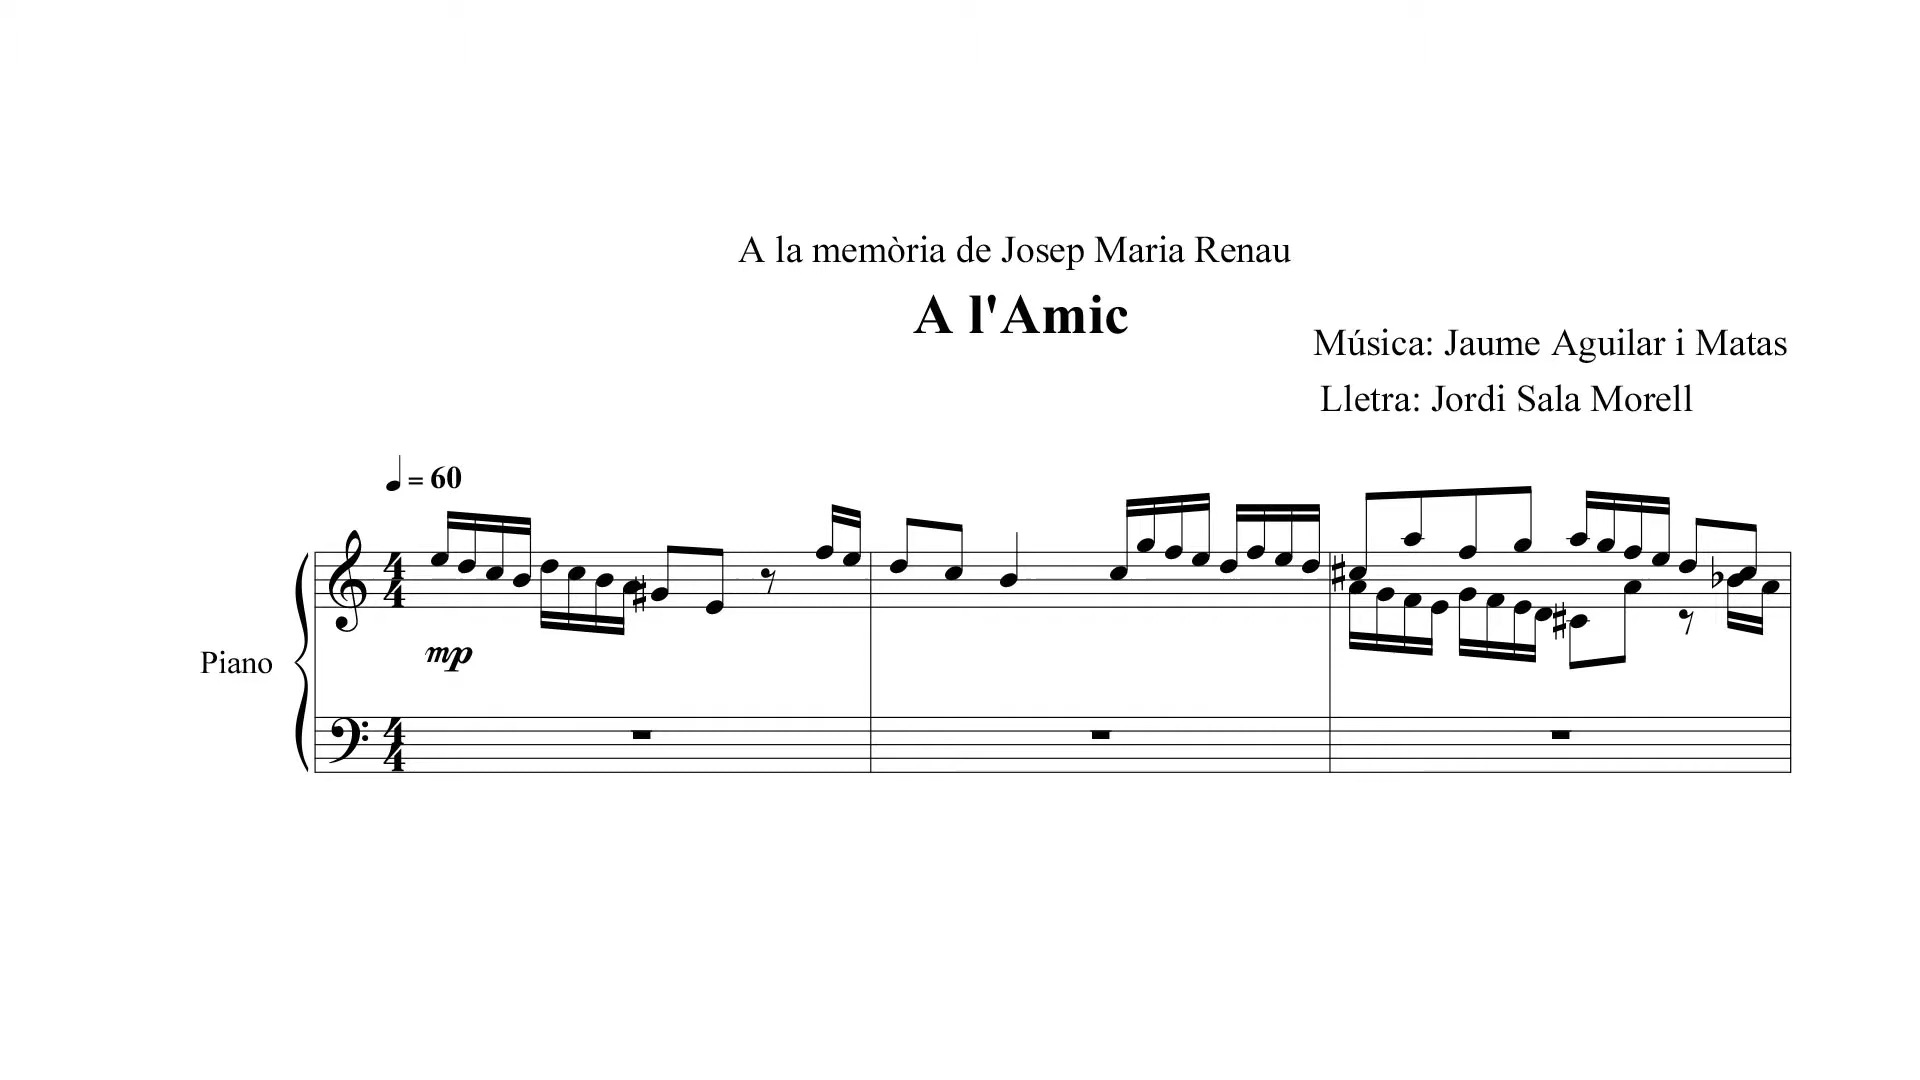 A la memòria de Josep Maria Renau
A l'Amic
Música: Jaume Aguilar i Matas
Lletra: Jordi Sala Morell
♩ = 60
mp
Piano